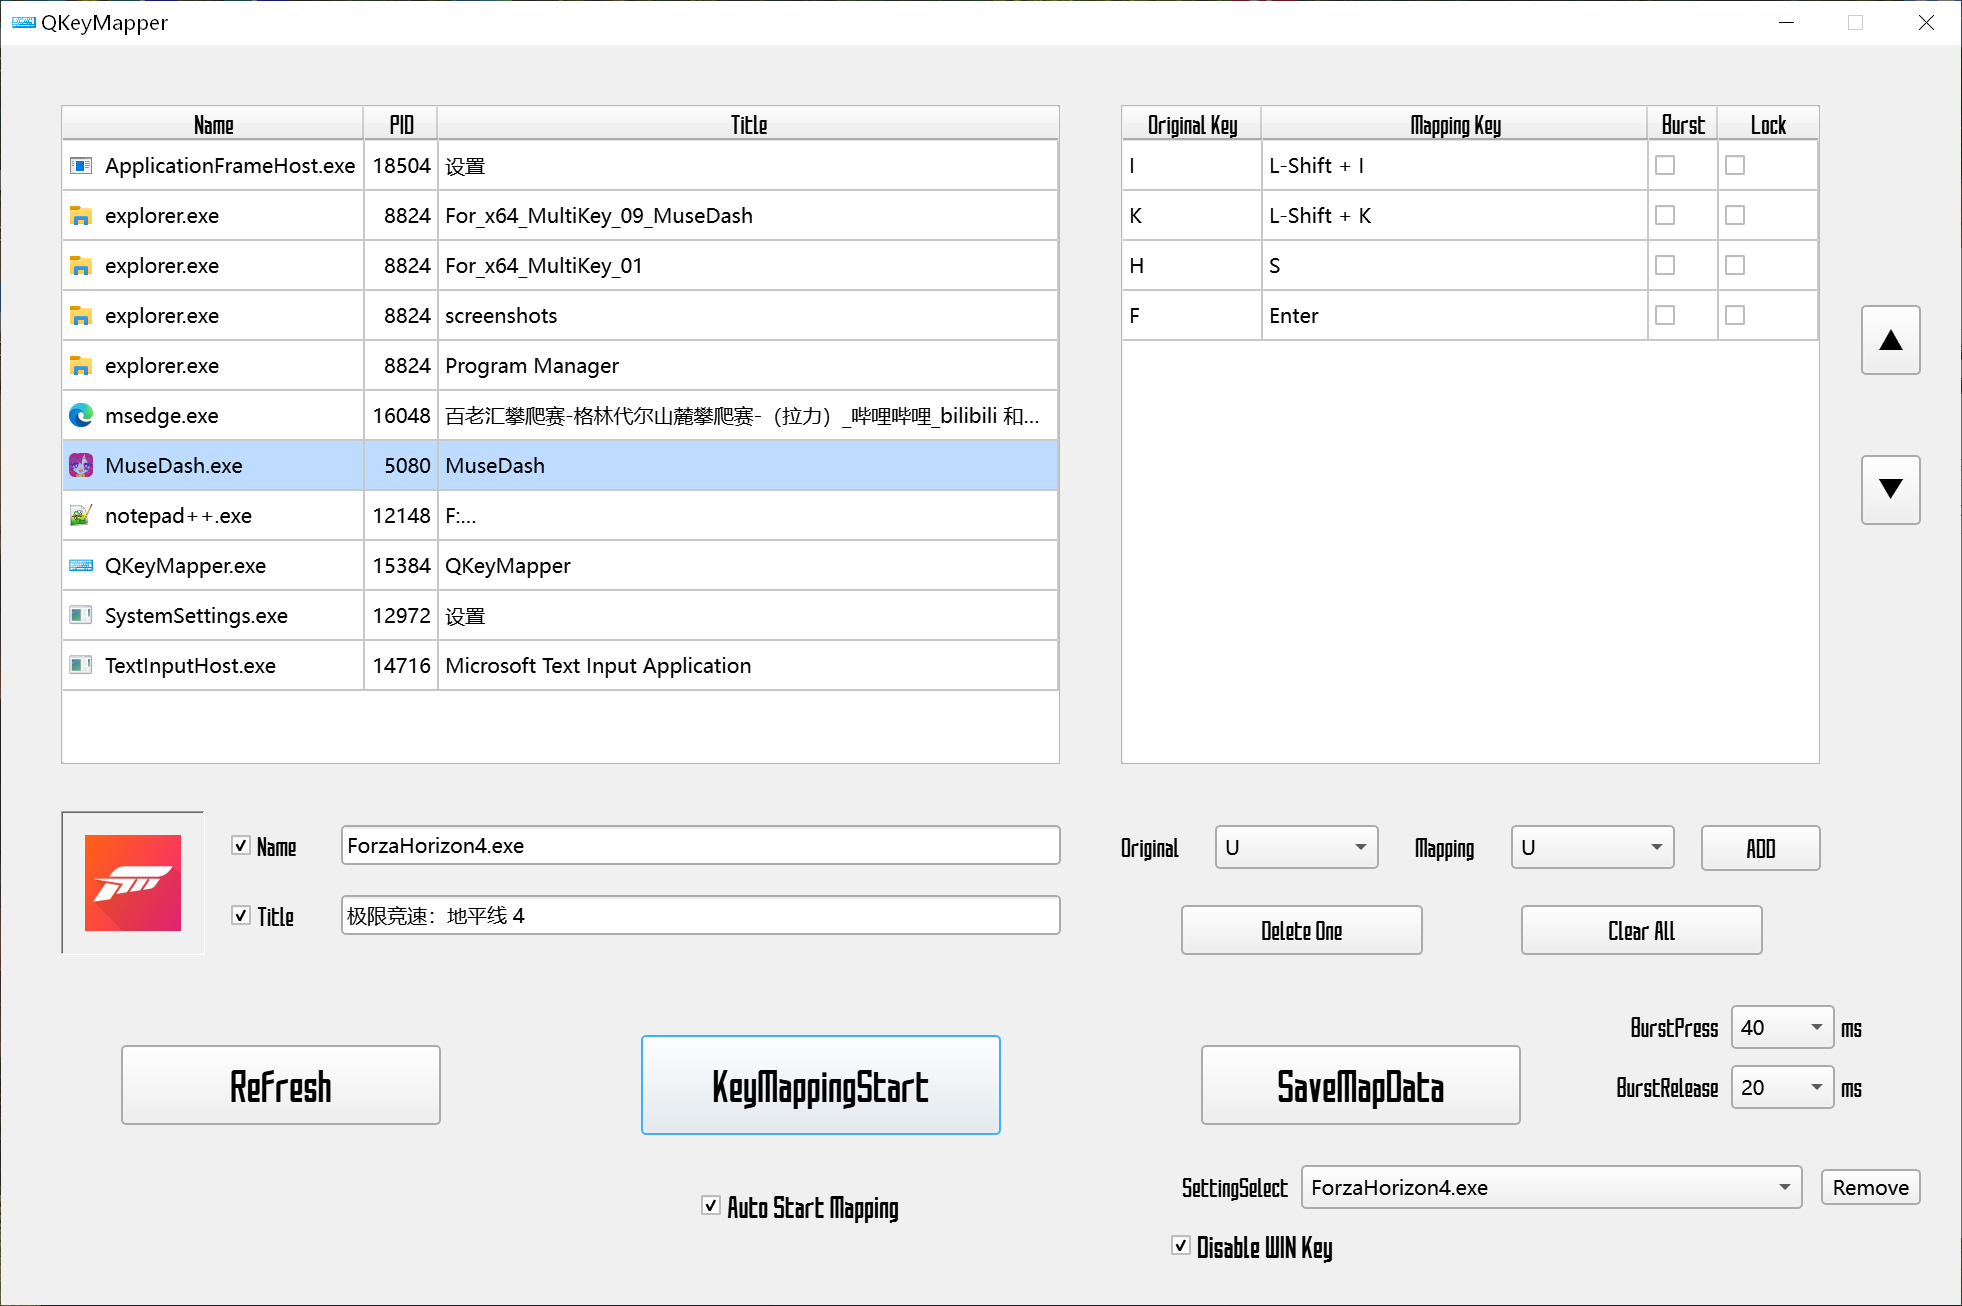 QKeyMapper
Name PID Title
ApplicationFrameHost.exe 18504 设置
explorer.exe 8824 For_x64_MultiKey_09_MuseDash
explorer.exe 8824 For_x64_MultiKey_01
explorer.exe 8824 screenshots
explorer.exe 8824 Program Manager
msedge.exe 16048 百老汇攀爬赛-格林代尔山麓攀爬赛-（拉力）_哔哩哔哩_bilibili 和...
MuseDash.exe 5080 MuseDash
notepad++.exe 12148 F:...
QKeyMapper.exe 15384 QKeyMapper
SystemSettings.exe 12972 设置
TextInputHost.exe 14716 Microsoft Text Input Application
Original Key Mapping Key Burst Lock
I L-Shift + I
K L-Shift + K
H S
F Enter
▲
▼
Name ForzaHorizon4.exe
Title 极限竞速：地平线 4
Original U Mapping U ADD
Delete One Clear All
Refresh
KeyMappingStart
SaveMapData
BurstPress 40 ms
BurstRelease 20 ms
Auto Start Mapping
SettingSelect ForzaHorizon4.exe Remove
Disable WIN Key